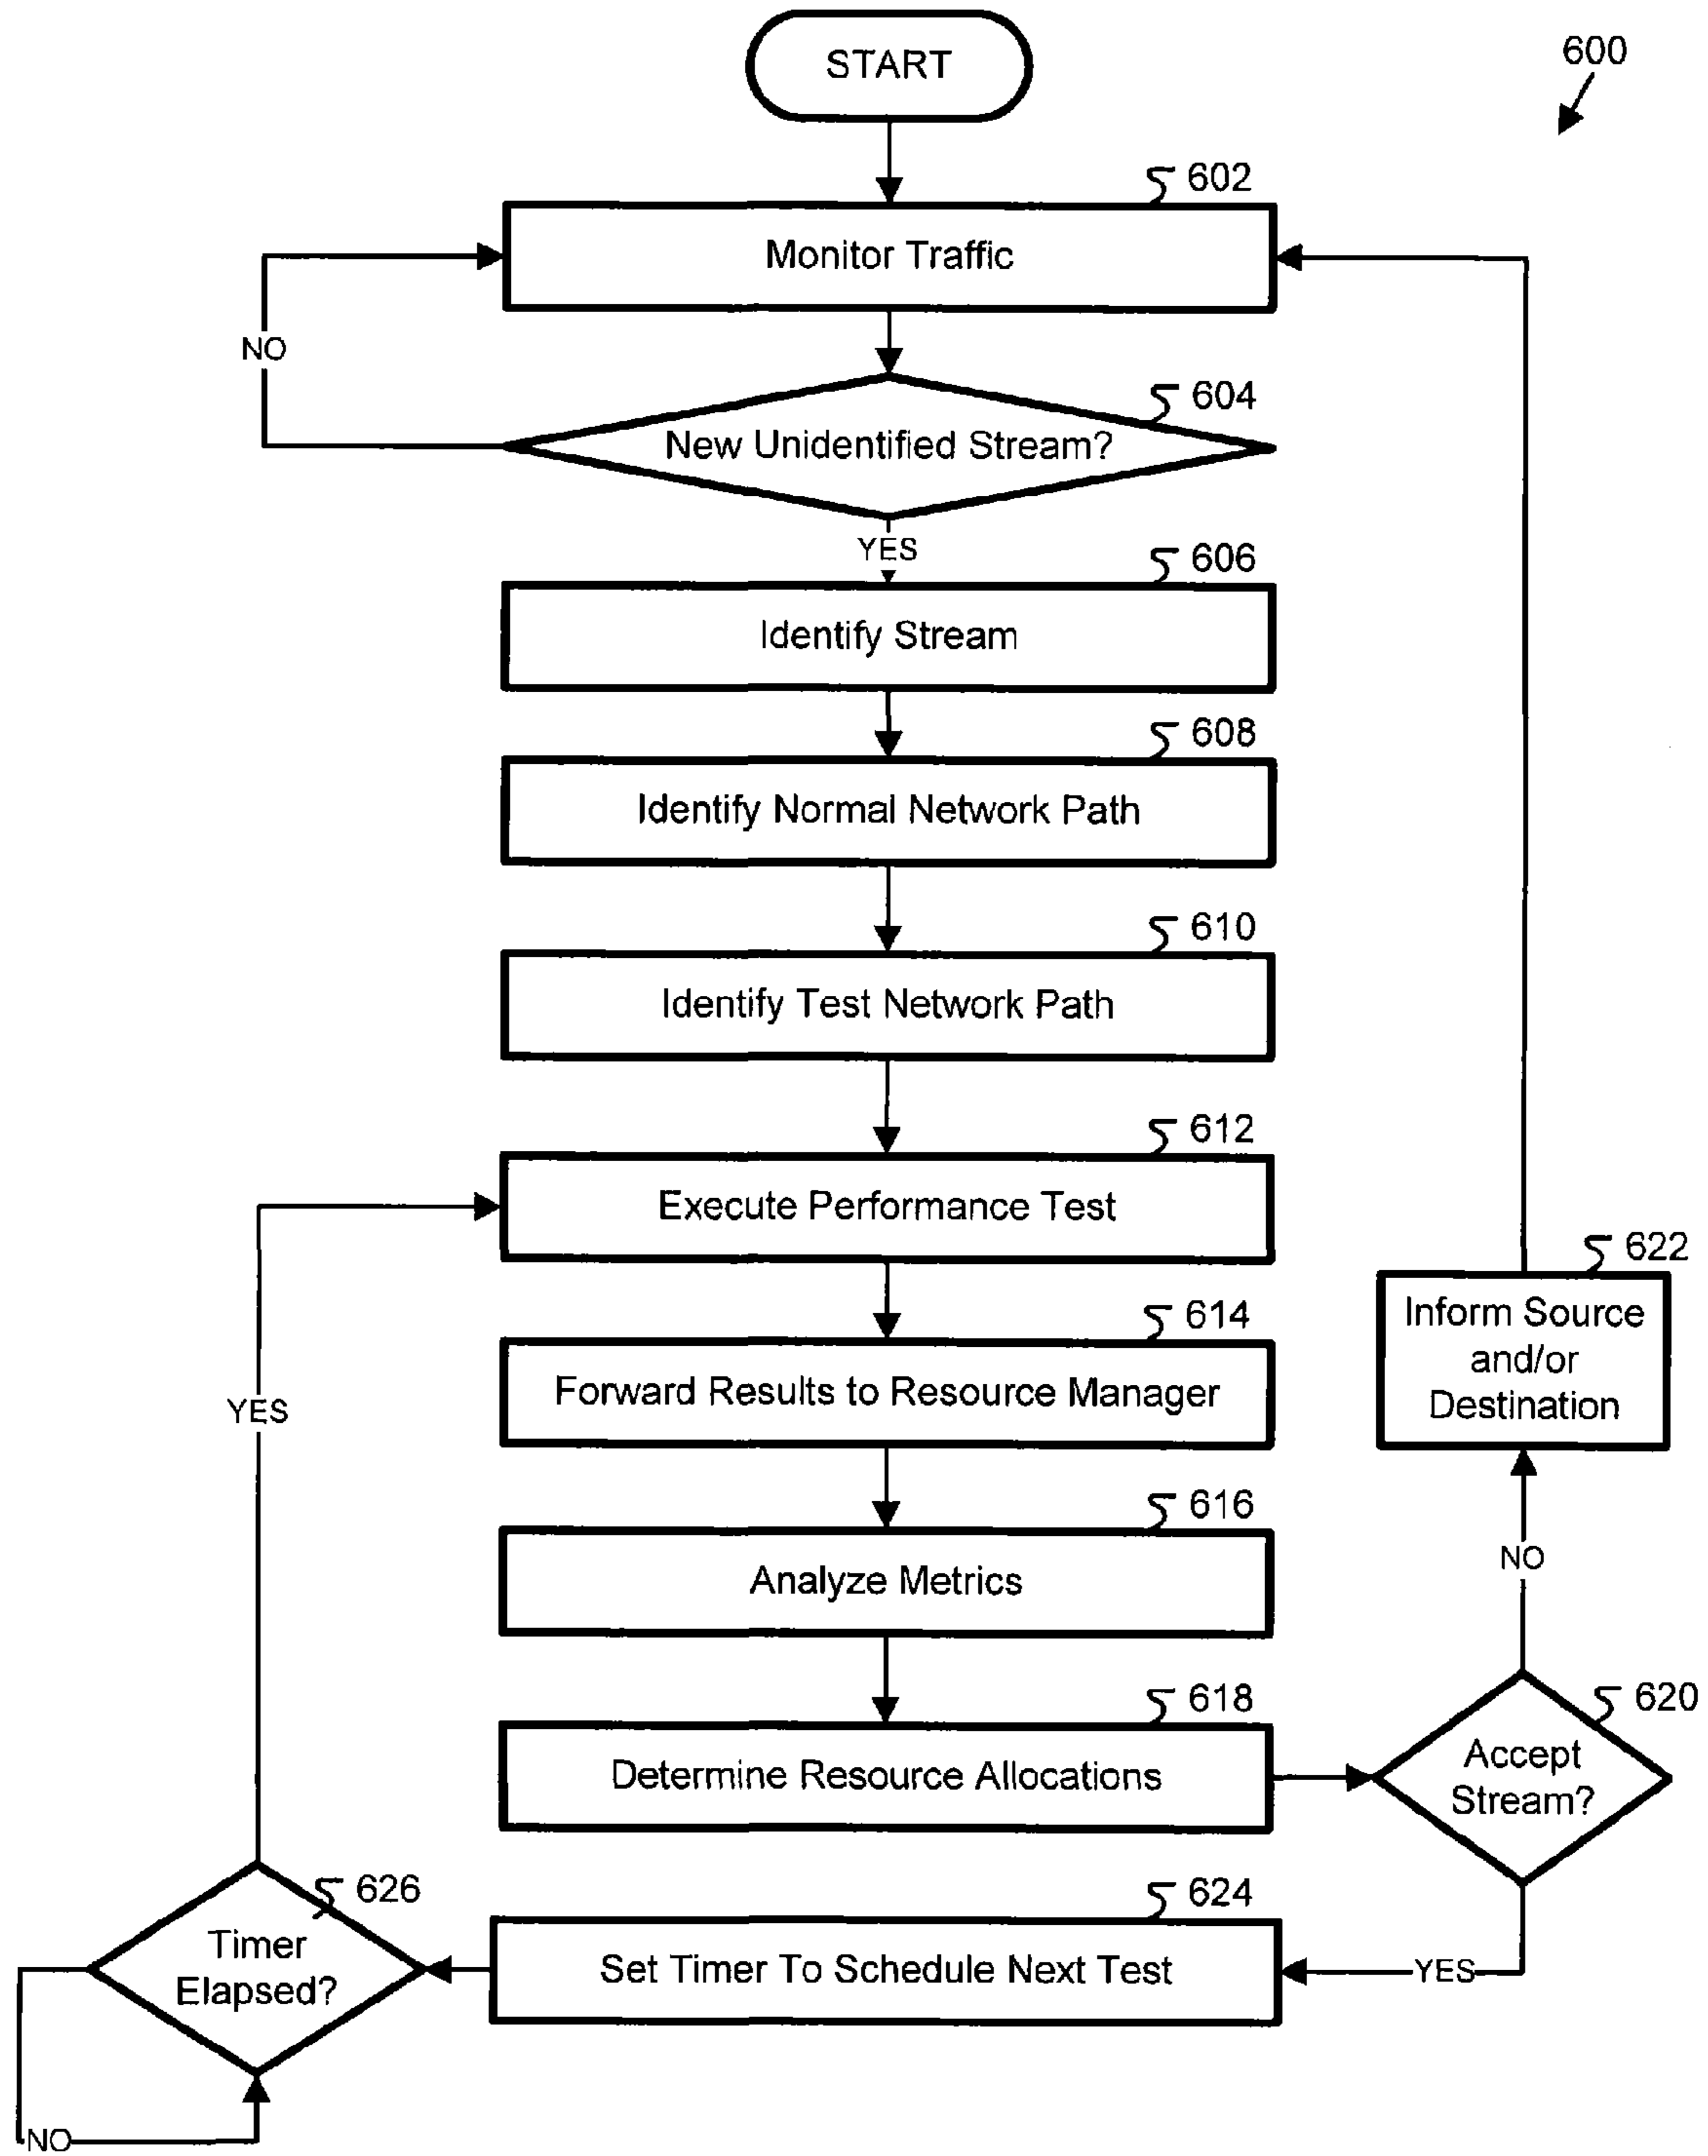 START
600
602
Monitor Traffic
NO
604
New Unidentified Stream?
YES
606
Identify Stream
608
Identify Normal Network Path
610
Identify Test Network Path
612
Execute Performance Test
622
Inform Source
and/or
Destination
614
Forward Results to Resource Manager
YES
616
Analyze Metrics
NO
618
Determine Resource Allocations
620
Accept
Stream?
626
Timer
Elapsed?
624
Set Timer To Schedule Next Test
YES
NO